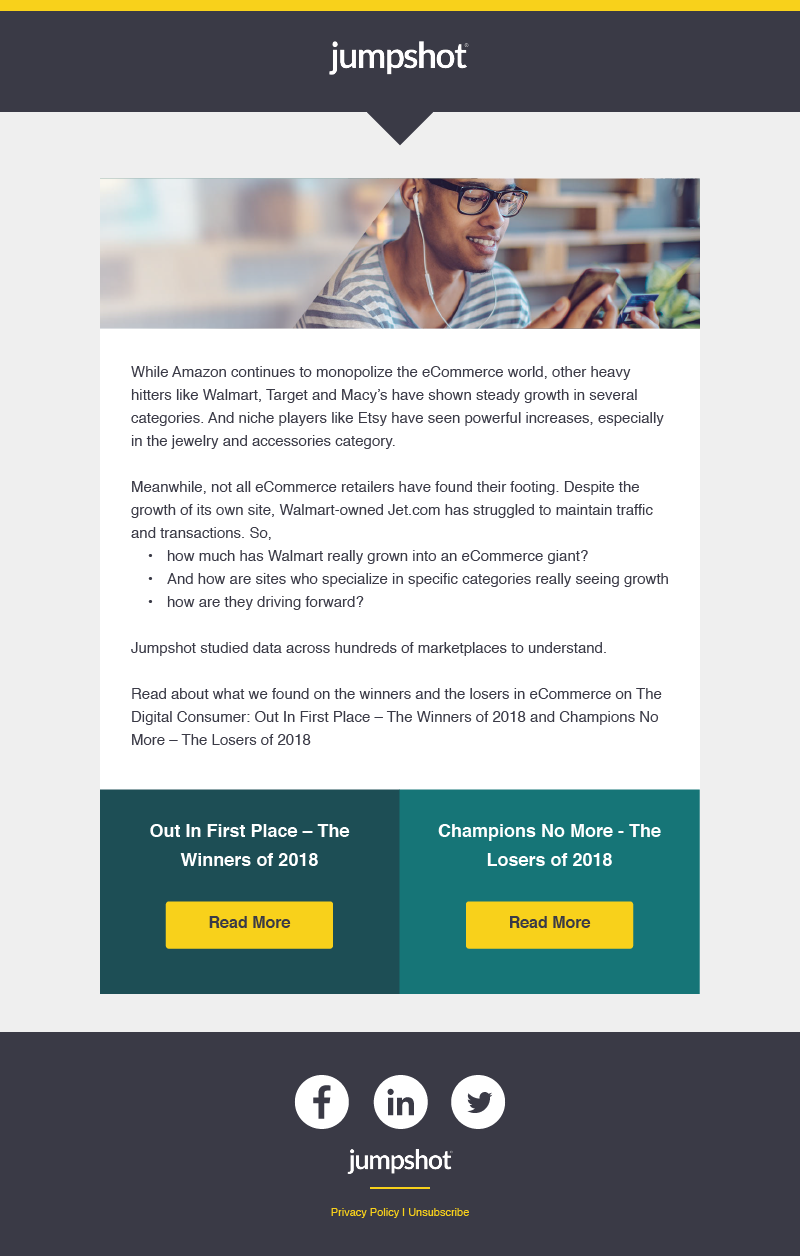 jumpshot®
While Amazon continues to monopolize the eCommerce world, other heavy
hitters like Walmart, Target and Macy’s have shown steady growth in several
categories. And niche players like Etsy have seen powerful increases, especially
in the jewelry and accessories category.
Meanwhile, not all eCommerce retailers have found their footing. Despite the
growth of its own site, Walmart-owned Jet.com has struggled to maintain traffic
and transactions. So,
• how much has Walmart really grown into an eCommerce giant?
• And how are sites who specialize in specific categories really seeing growth
• how are they driving forward?
Jumpshot studied data across hundreds of marketplaces to understand.
Read about what we found on the winners and the losers in eCommerce on The
Digital Consumer: Out In First Place – The Winners of 2018 and Champions No
More – The Losers of 2018
Out In First Place – The
Winners of 2018
Read More
Champions No More - The
Losers of 2018
Read More
jumpshot
Privacy Policy | Unsubscribe